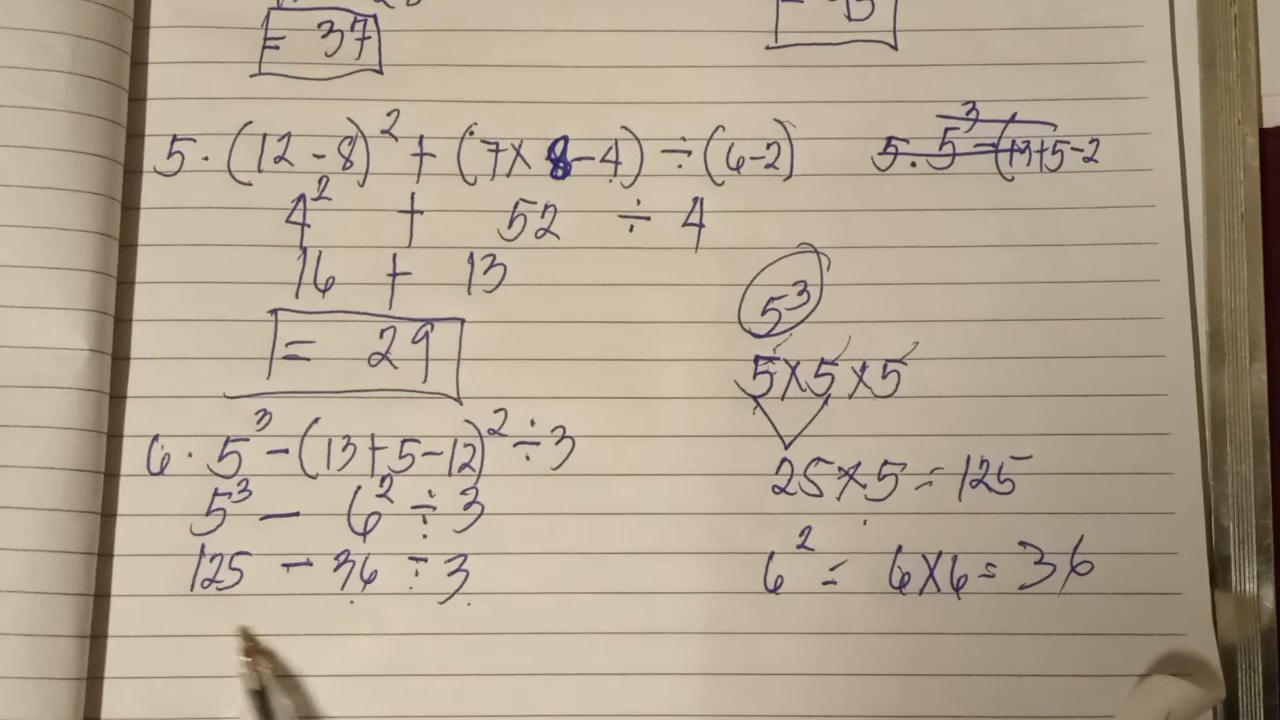 = 37
5. (12-8)² + (7×8-4) ÷ (6-2)
4² + 52 ÷ 4
16 + 13
= 29
6. 5³ - (13+5-12)² ÷ 3
5³ - 6² ÷ 3
125 - 36 ÷ 3
5. 5³ - (13+5-2
5³
5×5×5
25×5=125
6² = 6×6=36